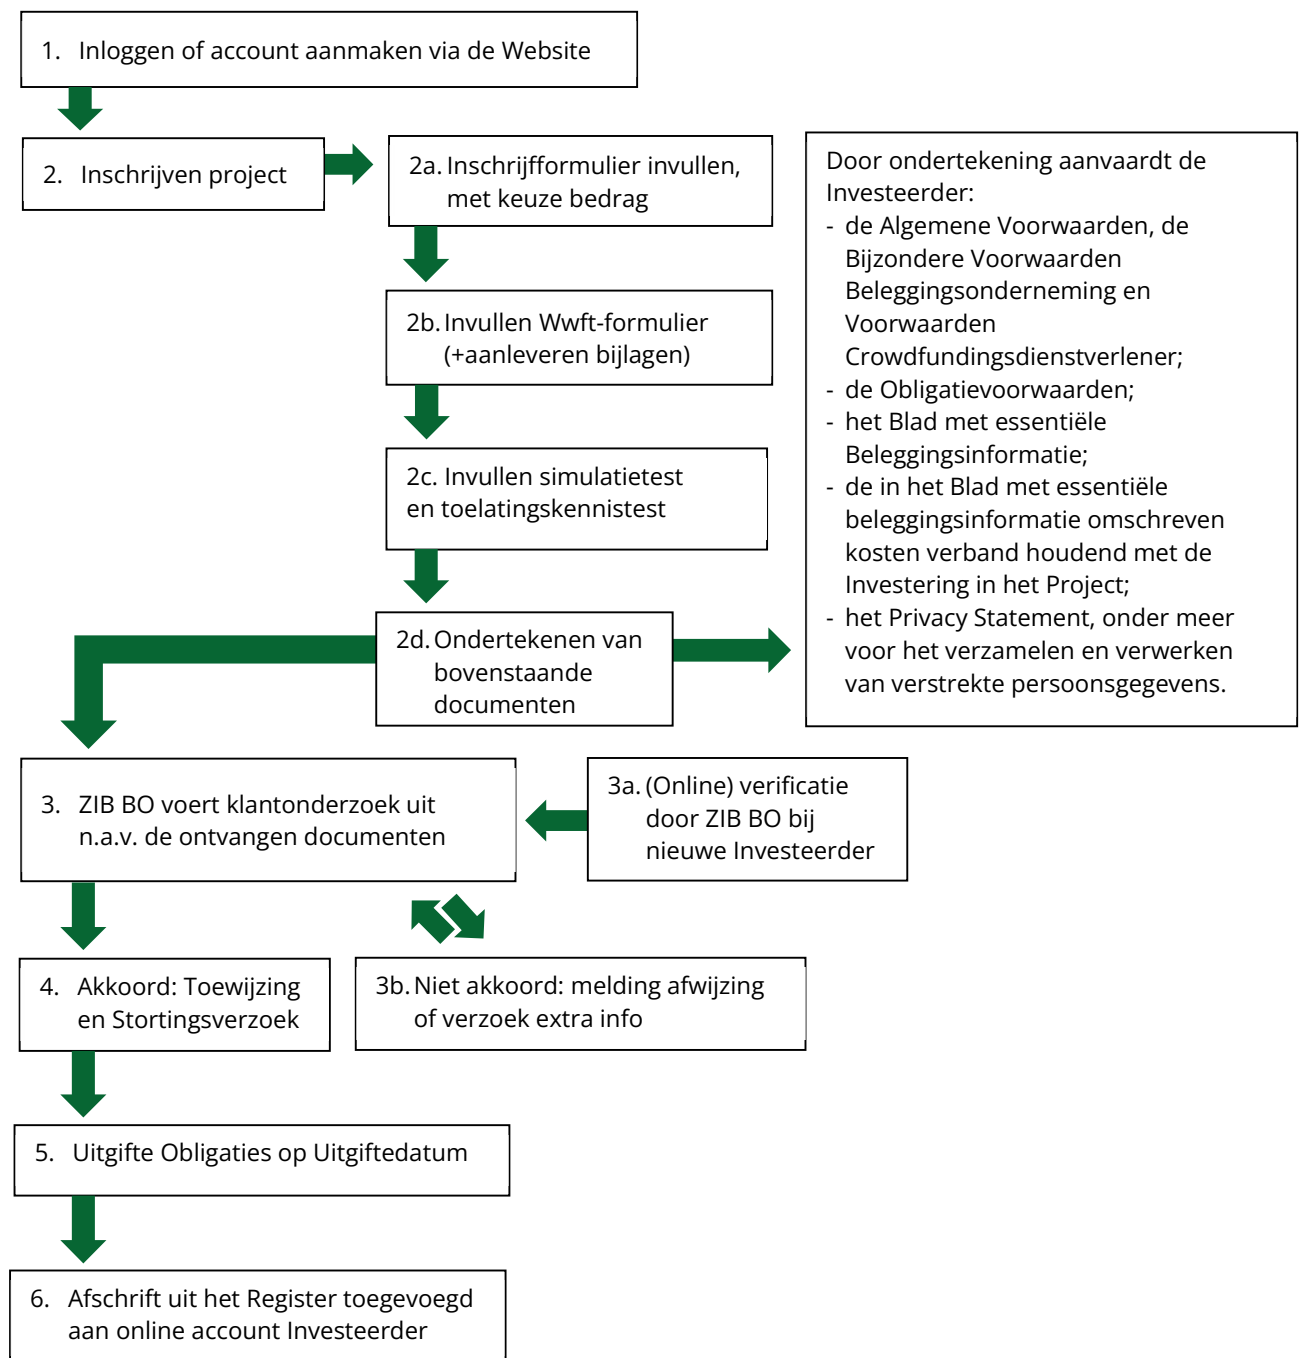 1. Inloggen of account aanmaken via de Website
2. Inschrijven project
2a. Inschrijfformulier invullen,
met keuze bedrag
2b. Invullen Wwft-formulier
(+aanleveren bijlagen)
2c. Invullen simulatietest
en toelatingskennistest
2d. Ondertekenen van
bovenstaande
documenten
Door ondertekening aanvaardt de
Investeerder:
- de Algemene Voorwaarden, de
Bijzondere Voorwaarden
Beleggingsonderneming en
Voorwaarden
Crowdfundingsdienstverlener;
- de Obligatievoorwaarden;
- het Blad met essentiële
Beleggingsinformatie;
- de in het Blad met essentiële
beleggingsinformatie omschreven
kosten verband houdend met de
Investering in het Project;
- het Privacy Statement, onder meer
voor het verzamelen en verwerken
van verstrekte persoonsgegevens.
3. ZIB BO voert klantonderzoek uit
n.a.v. de ontvangen documenten
3a. (Online) verificatie
door ZIB BO bij
nieuwe Investeerder
4. Akkoord: Toewijzing
en Stortingsverzoek
3b. Niet akkoord: melding afwijzing
of verzoek extra info
5. Uitgifte Obligaties op Uitgiftedatum
6. Afschrift uit het Register toegevoegd
aan online account Investeerder